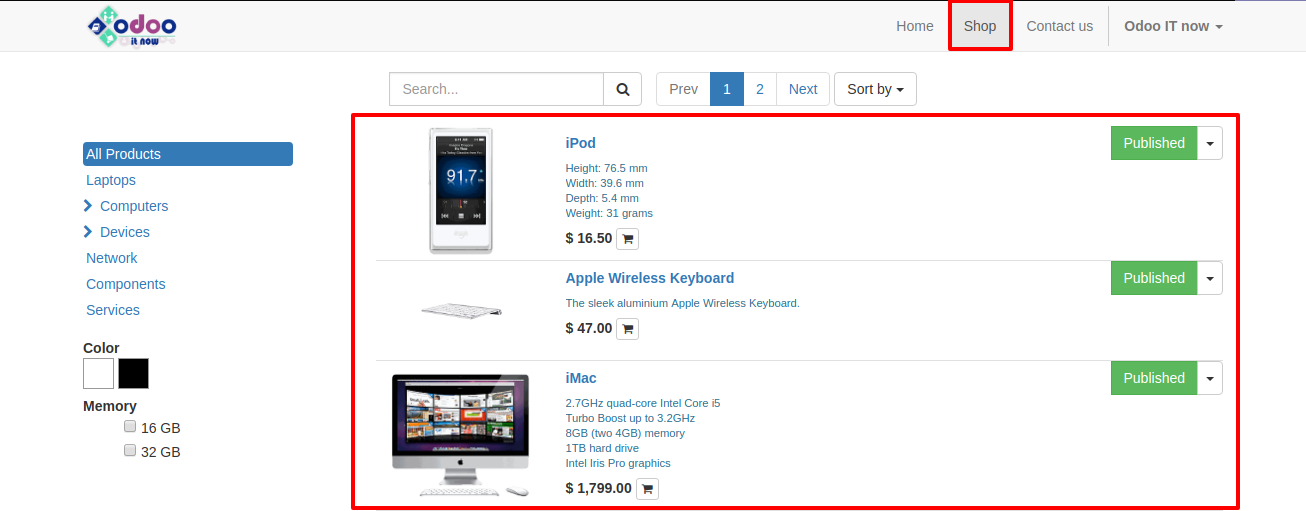 odoo
it now
Home
Shop
Contact us
Odoo IT now
Search...
Prev
1
2
Next
Sort by
All Products
Laptops
Computers
Devices
Network
Components
Services
Color
Memory
16 GB
32 GB
91.7
iPod
Height: 76.5 mm
Width: 39.6 mm
Depth: 5.4 mm
Weight: 31 grams
$ 16.50
Published
Apple Wireless Keyboard
The sleek aluminium Apple Wireless Keyboard.
$ 47.00
Published
iMac
2.7GHz quad-core Intel Core i5
Turbo Boost up to 3.2GHz
8GB (two 4GB) memory
1TB hard drive
Intel Iris Pro graphics
$ 1,799.00
Published